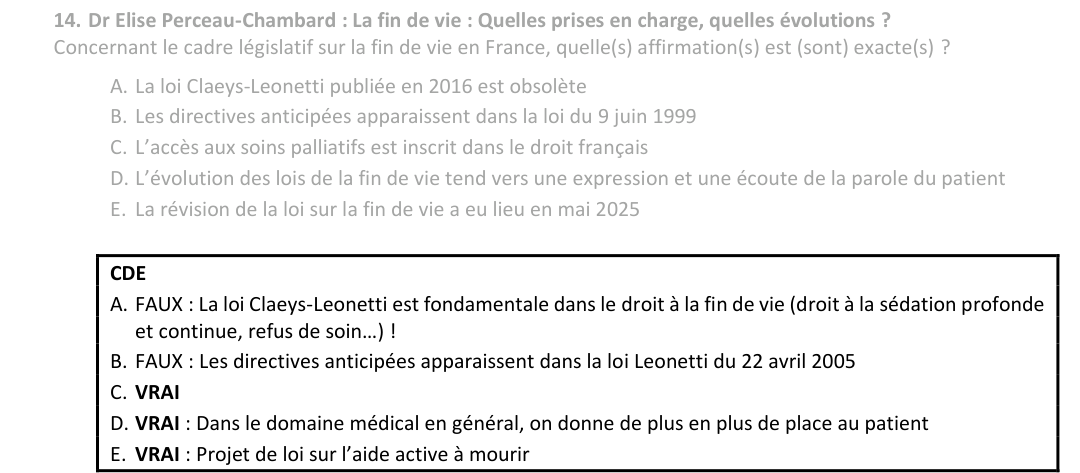 14. Dr Elise Perceau-Chambard : La fin de vie : Quelles prises en charge, quelles évolutions ?
Concernant le cadre législatif sur la fin de vie en France, quelle(s) affirmation(s) est (sont) exacte(s) ?
A. La loi Claeys-Leonetti publiée en 2016 est obsolète
B. Les directives anticipées apparaissent dans la loi du 9 juin 1999
C. L’accès aux soins palliatifs est inscrit dans le droit français
D. L’évolution des lois de la fin de vie tend vers une expression et une écoute de la parole du patient
E. La révision de la loi sur la fin de vie a eu lieu en mai 2025
CDE
A. FAUX : La loi Claeys-Leonetti est fondamentale dans le droit à la fin de vie (droit à la sédation profonde
et continue, refus de soin…) !
B. FAUX : Les directives anticipées apparaissent dans la loi Leonetti du 22 avril 2005
C. VRAI
D. VRAI : Dans le domaine médical en général, on donne de plus en plus de place au patient
E. VRAI : Projet de loi sur l’aide active à mourir